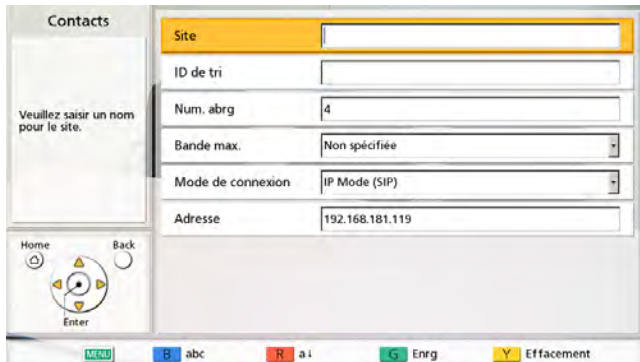 Contacts
Veuillez saisir un nom
pour le site.
Site
ID de tri
Num. abrg
4
Bande max.
Non spécifiée
Mode de connexion
IP Mode (SIP)
Adresse
192.168.181.119
Home
Back
Enter
MENU
B abc
R a↓
G Enrg
Y Effacement